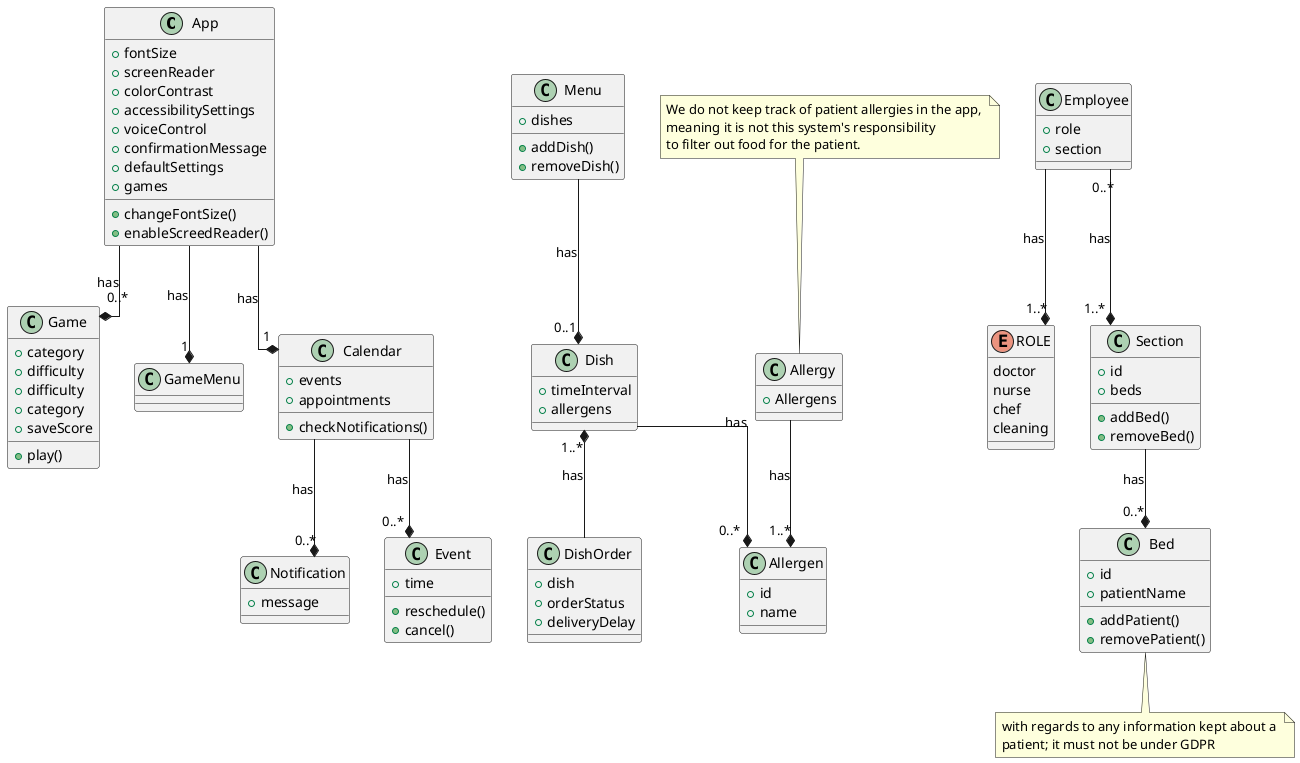 C App
fontSize
screenReader
colorContrast
accessibilitySettings
voiceControl
confirmationMessage
defaultSettings
games
changeFontSize()
enableScreedReader()
C Menu
dishes
addDish()
removeDish()
We do not keep track of patient allergies in the app,
meaning it is not this system's responsibility
to filter out food for the patient.
C Employee
role
section
has
0..*
has
1
has
1
has
0..1
has
1..*
0..*
has
1..*
C Game
category
difficulty
difficulty
category
saveScore
play()
C GameMenu
C Calendar
events
appointments
checkNotifications()
C Dish
timeInterval
allergens
C Allergy
Allergens
E ROLE
doctor
nurse
chef
cleaning
C Section
id
beds
addBed()
removeBed()
has
0..*
has
0..*
1..*
has
has
0..*
has
1..*
has
0..*
C Notification
message
C Event
time
reschedule()
cancel()
C DishOrder
dish
orderStatus
deliveryDelay
C Allergen
id
name
C Bed
id
patientName
addPatient()
removePatient()
with regards to any information kept about a
patient; it must not be under GDPR